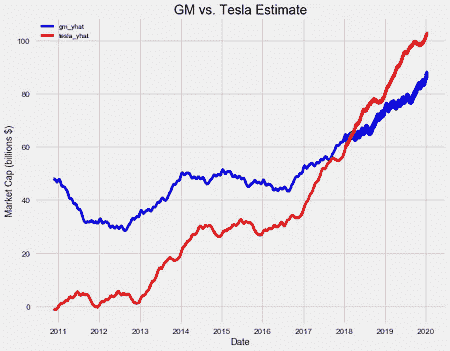 GM vs. Tesla Estimate
gm_yhat
tesla_yhat
Market Cap (billions $)
100
80
60
40
20
0
2011 2012 2013 2014 2015 2016 2017 2018 2019 2020
Date